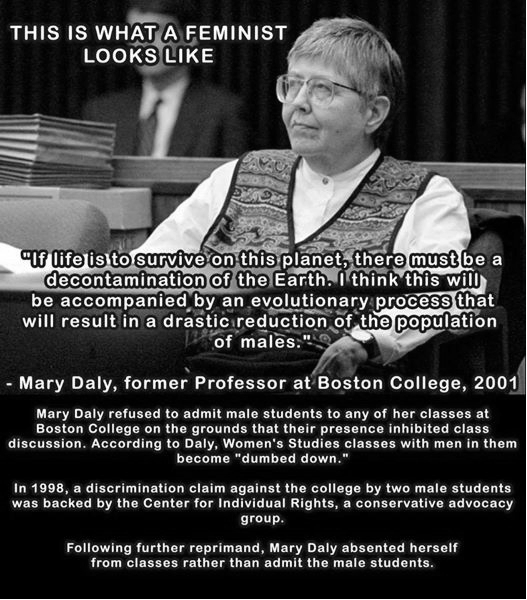 THIS IS WHAT A FEMINIST
LOOKS LIKE
"If life is to survive on this planet, there must be a
decontamination of the Earth. I think this will
be accompanied by an evolutionary process that
will result in a drastic reduction of the population
of males."
- Mary Daly, former Professor at Boston College, 2001
Mary Daly refused to admit male students to any of her classes at
Boston College on the grounds that their presence inhibited class
discussion. According to Daly, Women's Studies classes with men in them
become "dumbed down."
In 1998, a discrimination claim against the college by two male students
was backed by the Center for Individual Rights, a conservative advocacy
group.
Following further reprimand, Mary Daly absented herself
from classes rather than admit the male students.